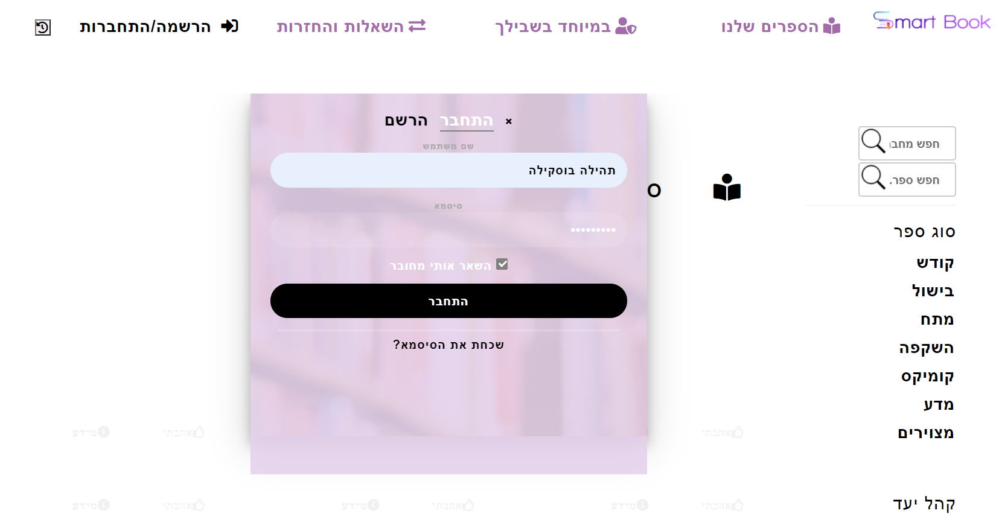 Smart Book
הספרים שלנו
במיוחד בשבילך
השאלות והחזרות
הרשמה/התחברות
× התחבר הרשם
שם משתמש
תהילה בוסקילה
סיסמא
•••••••••
השאר אותי מחובר
התחבר
שכחת את הסיסמא?
חפש מחבר
חפש ספר.
סוג ספר
קודש
בישול
מתח
השקפה
קומיקס
מדע
מצוירים
קהל יעד
אהבתי
אהבתי מידע
אהבתי מידע
אהבתי מידע
אהבתי מידע